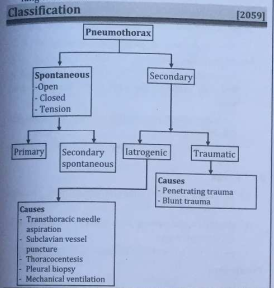 Classification [2059]
Pneumothorax
Spontaneous
-Open
- Closed
- Tension
Secondary
Primary
Secondary
spontaneous
Iatrogenic
Traumatic
Causes
- Penetrating trauma
- Blunt trauma
Causes
- Transthoracic needle
aspiration
- Subclavian vessel
puncture
- Thoracocentesis
- Pleural biopsy
- Mechanical ventilation